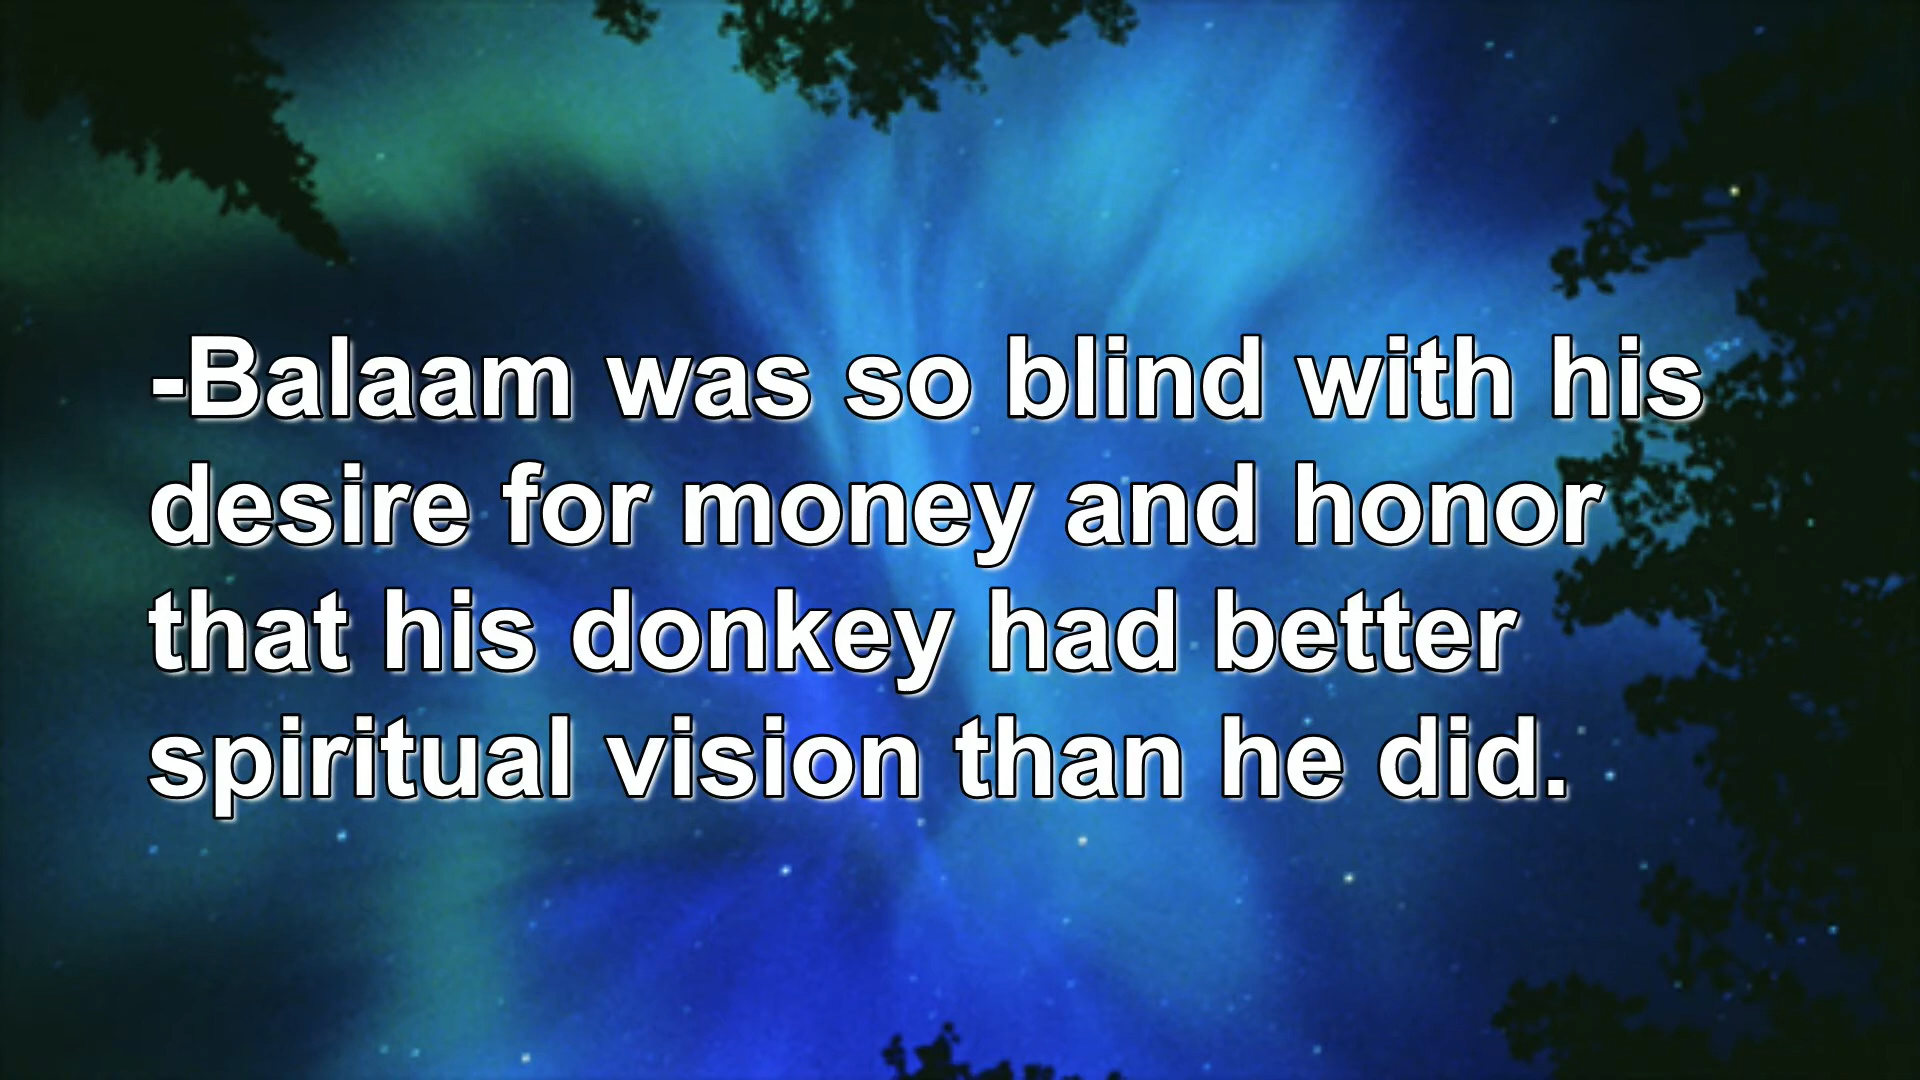 -Balaam was so blind with his
desire for money and honor
that his donkey had better
spiritual vision than he did.